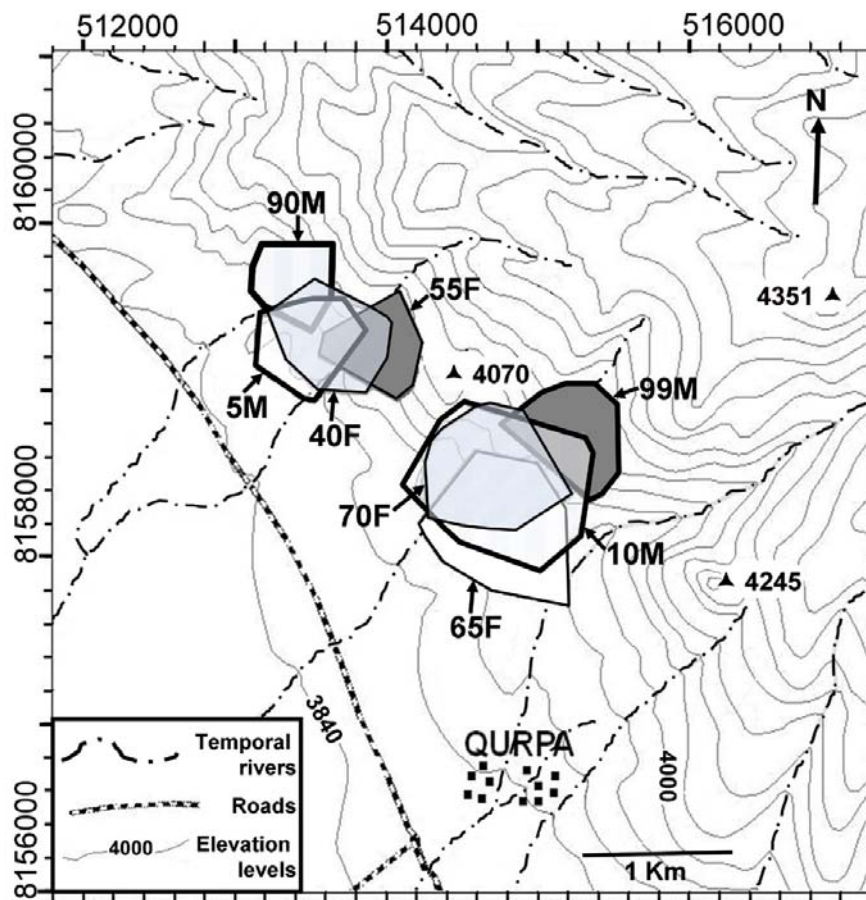 512000 514000 516000
N
8160000
90M
55F
4351
4070
99M
5M
40F
8158000
70F
10M
4245
65F
3840
QURPA
4000
Temporal
rivers
Roads
4000 Elevation
levels
8156000
1 Km